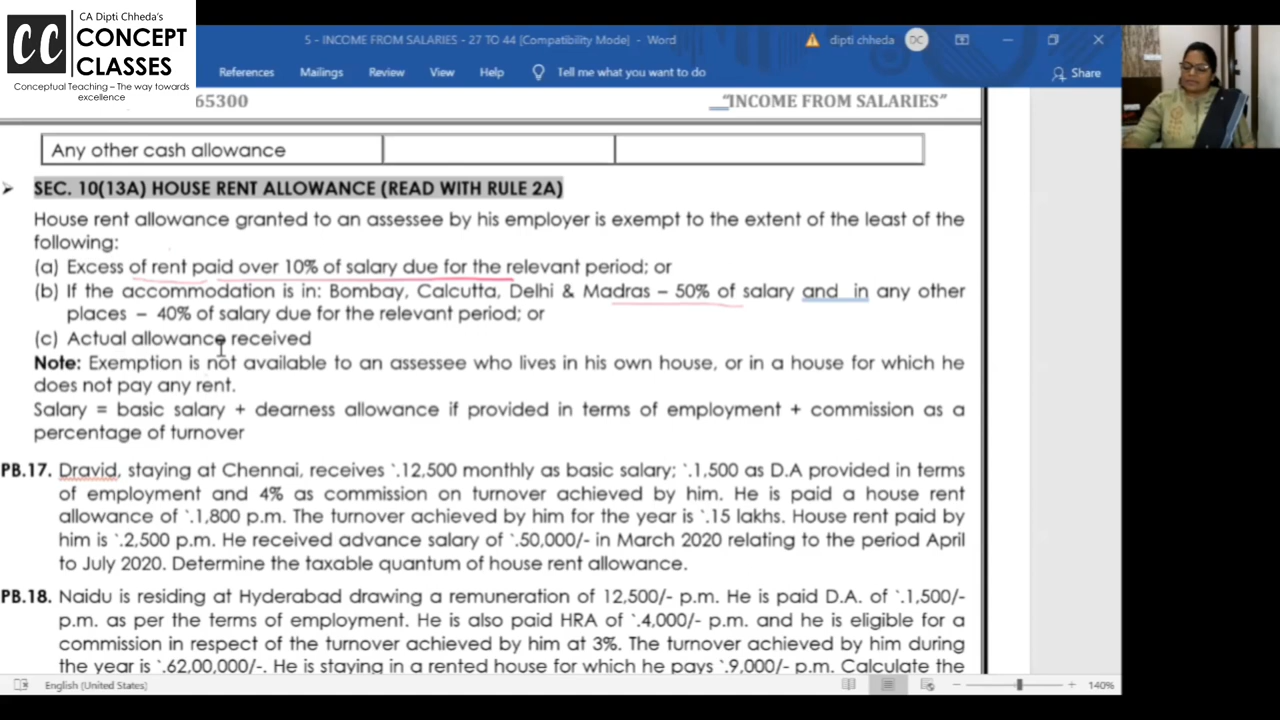 CA Dipti Chheda's
CONCEPT
CLASSES
Conceptual Teaching – The way towards
excellence
5 - INCOME FROM SALARIES - 27 TO 44 [Compatibility Mode] - Word
dipti chheda
DC
References Mailings Review View Help Tell me what you want to do
Share
65300
"INCOME FROM SALARIES"
Any other cash allowance
➢ SEC. 10(13A) HOUSE RENT ALLOWANCE (READ WITH RULE 2A)
House rent allowance granted to an assessee by his employer is exempt to the extent of the least of the
following:
(a) Excess of rent paid over 10% of salary due for the relevant period; or
(b) If the accommodation is in: Bombay, Calcutta, Delhi & Madras – 50% of salary and in any other
places – 40% of salary due for the relevant period; or
(c) Actual allowance received
Note: Exemption is not available to an assessee who lives in his own house, or in a house for which he
does not pay any rent.
Salary = basic salary + dearness allowance if provided in terms of employment + commission as a
percentage of turnover
PB.17. Dravid, staying at Chennai, receives `.12,500 monthly as basic salary; `.1,500 as D.A provided in terms
of employment and 4% as commission on turnover achieved by him. He is paid a house rent
allowance of `.1,800 p.m. The turnover achieved by him for the year is `.15 lakhs. House rent paid by
him is `.2,500 p.m. He received advance salary of `.50,000/- in March 2020 relating to the period April
to July 2020. Determine the taxable quantum of house rent allowance.
PB.18. Naidu is residing at Hyderabad drawing a remuneration of 12,500/- p.m. He is paid D.A. of `.1,500/-
p.m. as per the terms of employment. He is also paid HRA of `.4,000/- p.m. and he is eligible for a
commission in respect of the turnover achieved by him at 3%. The turnover achieved by him during
the year is `.62,00,000/-. He is staying in a rented house for which he pays `.9,000/- p.m. Calculate the
English (United States)
140%